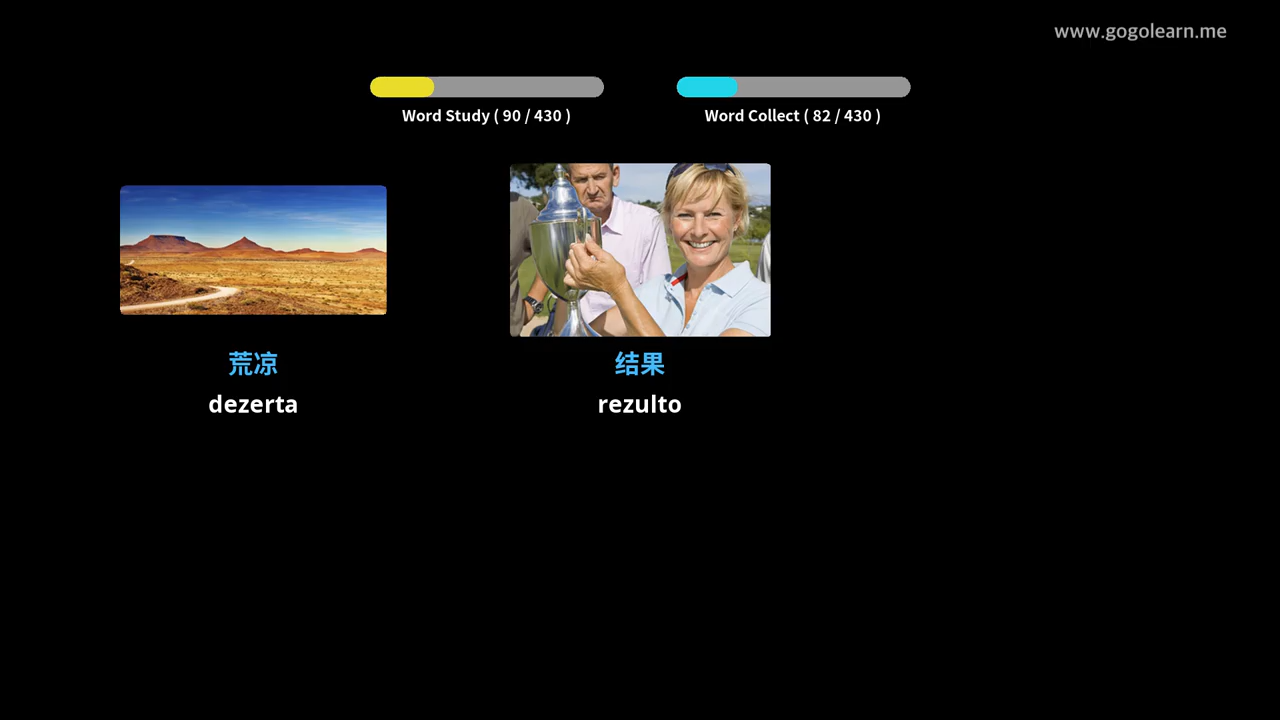 www.gogolearn.me
Word Study ( 90 / 430 )
Word Collect ( 82 / 430 )
荒凉
dezerta
结果
rezulto